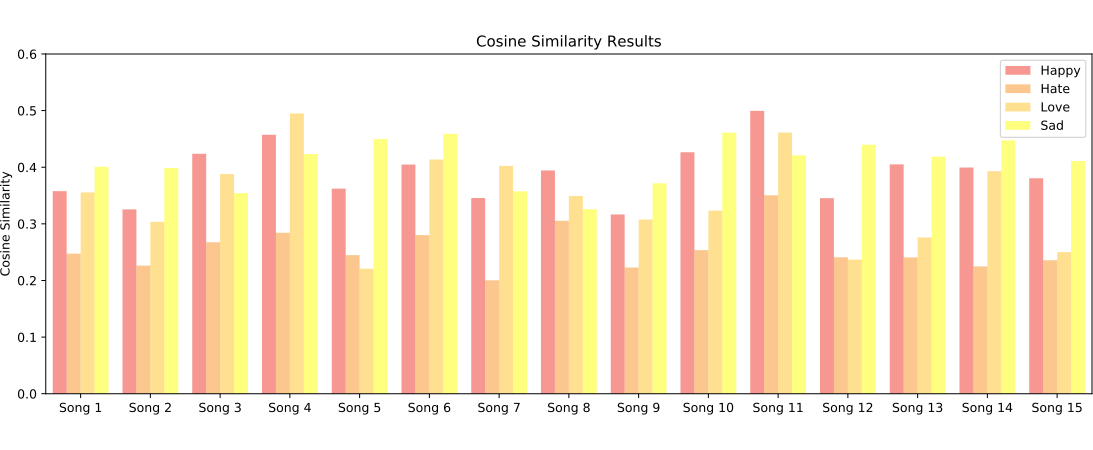 Cosine Similarity Results
Cosine Similarity
0.6
0.5
0.4
0.3
0.2
0.1
0.0
Happy
Hate
Love
Sad
Song 1 Song 2 Song 3 Song 4 Song 5 Song 6 Song 7 Song 8 Song 9 Song 10 Song 11 Song 12 Song 13 Song 14 Song 15